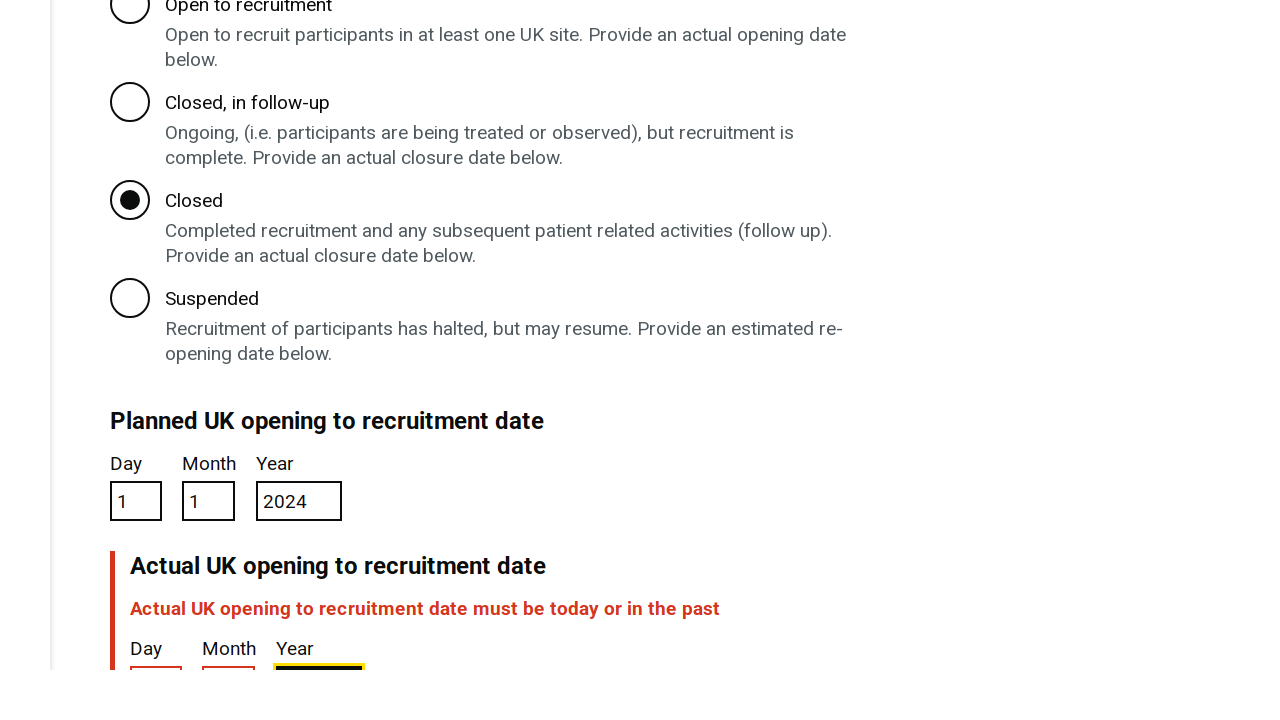 Open to recruitment
Open to recruit participants in at least one UK site. Provide an actual opening date
below.
Closed, in follow-up
Ongoing, (i.e. participants are being treated or observed), but recruitment is
complete. Provide an actual closure date below.
Closed
Completed recruitment and any subsequent patient related activities (follow up).
Provide an actual closure date below.
Suspended
Recruitment of participants has halted, but may resume. Provide an estimated re-
opening date below.
Planned UK opening to recruitment date
Day Month Year
1 1 2024
Actual UK opening to recruitment date
Actual UK opening to recruitment date must be today or in the past
Day Month Year